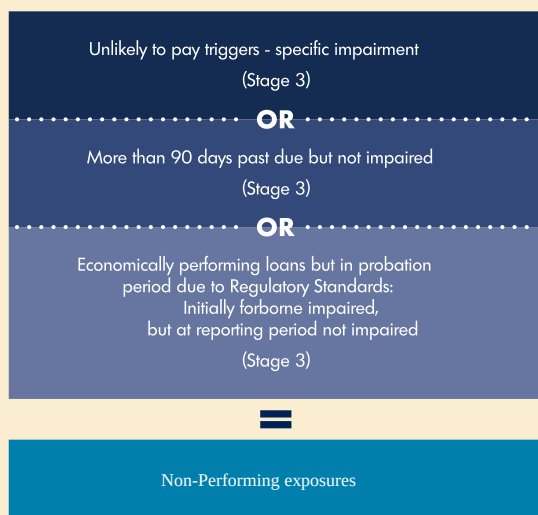 Unlikely to pay triggers - specific impairment
(Stage 3)
OR
More than 90 days past due but not impaired
(Stage 3)
OR
Economically performing loans but in probation
period due to Regulatory Standards:
Initially forborne impaired,
but at reporting period not impaired
(Stage 3)
=
Non-Performing exposures